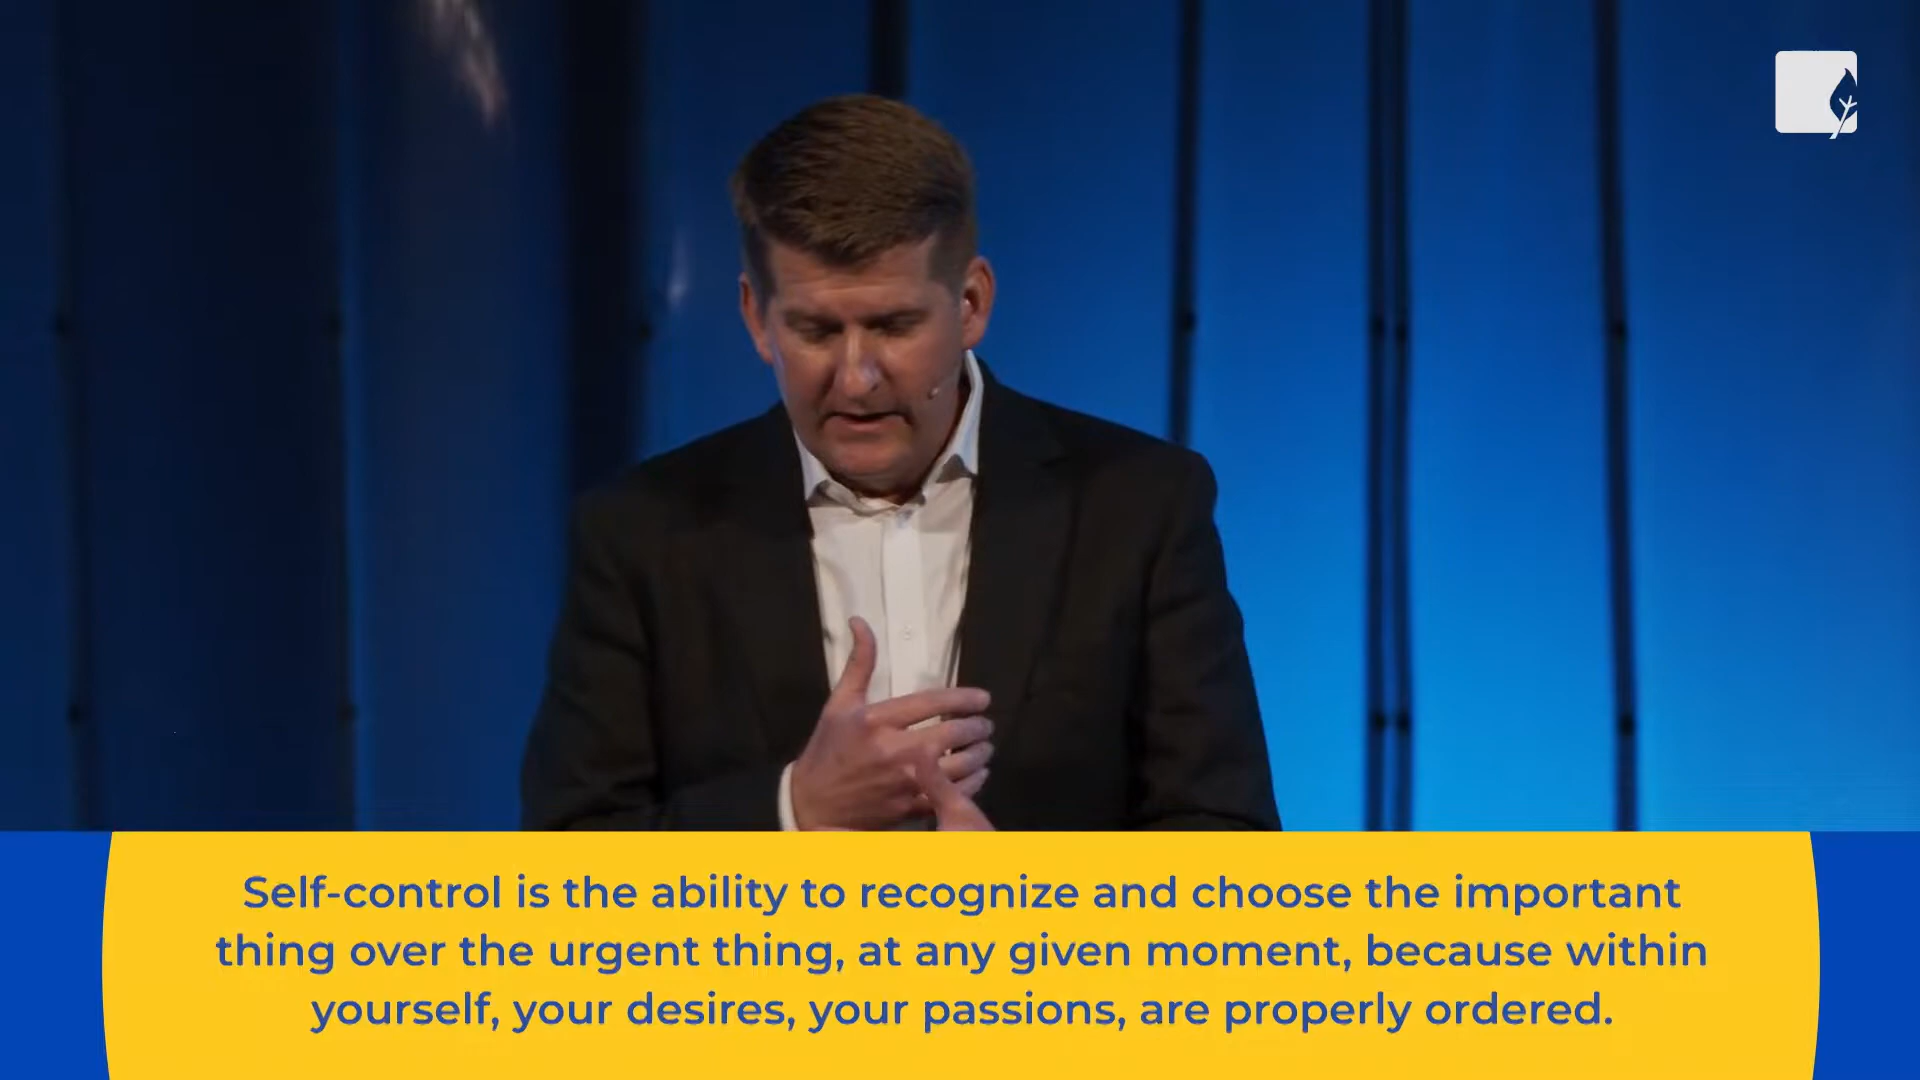 Self-control is the ability to recognize and choose the important
thing over the urgent thing, at any given moment, because within
yourself, your desires, your passions, are properly ordered.